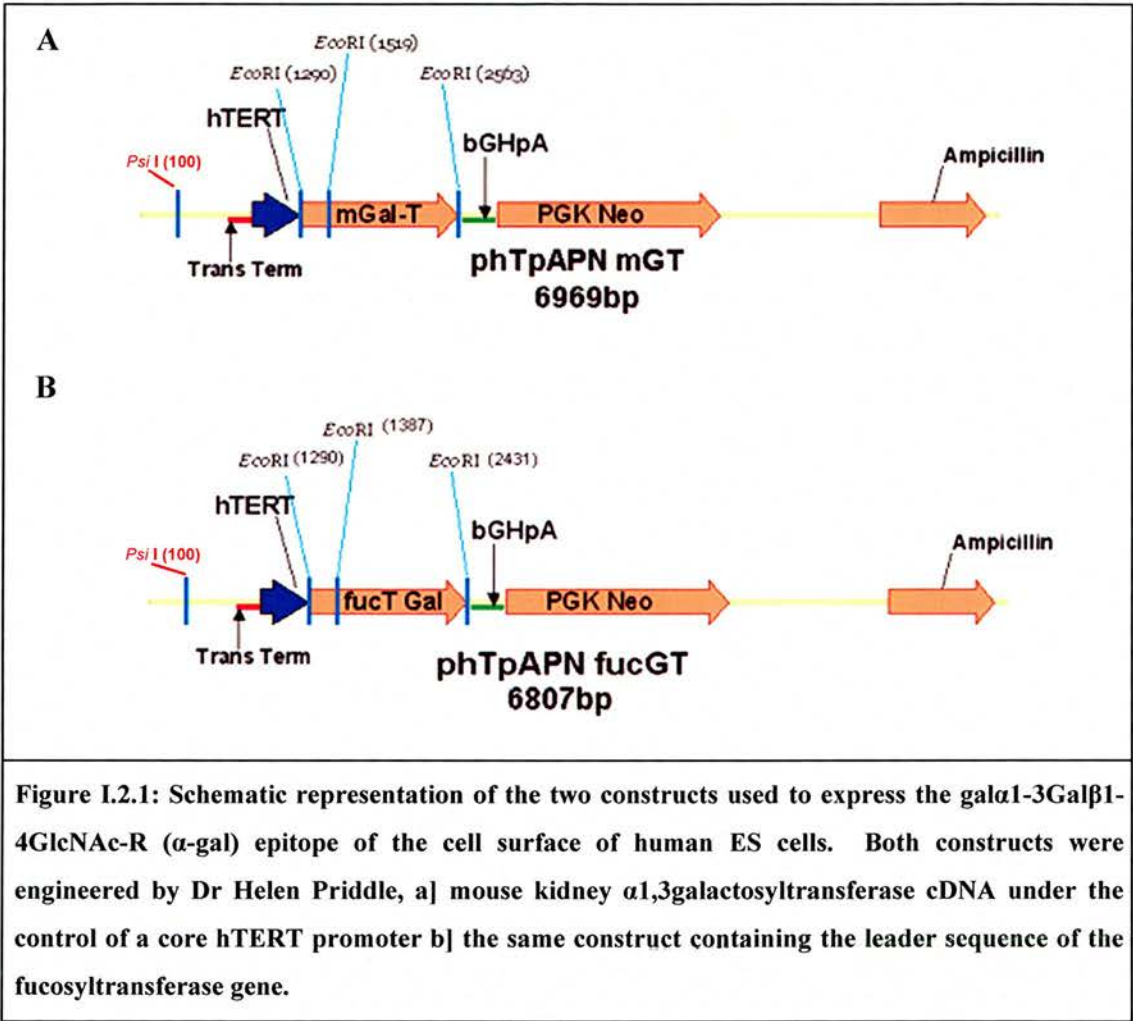 A
EcoRI (1519)
EcoRI (1290)
EcoRI (2563)
hTERT
bGHpA
Psi I (100)
Ampicillin
mGal-T
PGK Neo
Trans Term
phTpAPN mGT
6969bp
B
EcoRI (1387)
EcoRI (1290)
EcoRI (2431)
hTERT
bGHpA
Psi I (100)
Ampicillin
fucT Gal
PGK Neo
Trans Term
phTpAPN fucGT
6807bp
Figure I.2.1: Schematic representation of the two constructs used to express the galα1-3Galβ1-
4GlcNAc-R (α-gal) epitope of the cell surface of human ES cells. Both constructs were
engineered by Dr Helen Priddle, a] mouse kidney α1,3galactosyltransferase cDNA under the
control of a core hTERT promoter b] the same construct containing the leader sequence of the
fucosyltransferase gene.